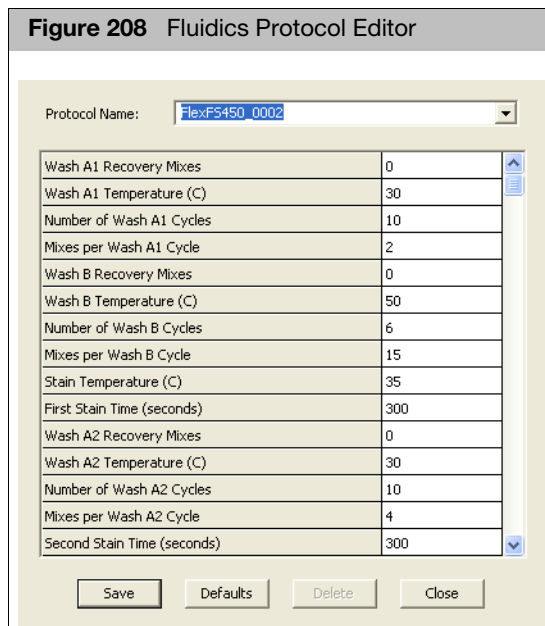 Figure 208 Fluidics Protocol Editor
Protocol Name: FlexFS450_0002
Wash A1 Recovery Mixes 0
Wash A1 Temperature (C) 30
Number of Wash A1 Cycles 10
Mixes per Wash A1 Cycle 2
Wash B Recovery Mixes 0
Wash B Temperature (C) 50
Number of Wash B Cycles 6
Mixes per Wash B Cycle 15
Stain Temperature (C) 35
First Stain Time (seconds) 300
Wash A2 Recovery Mixes 0
Wash A2 Temperature (C) 30
Number of Wash A2 Cycles 10
Mixes per Wash A2 Cycle 4
Second Stain Time (seconds) 300
Save Defaults Delete Close